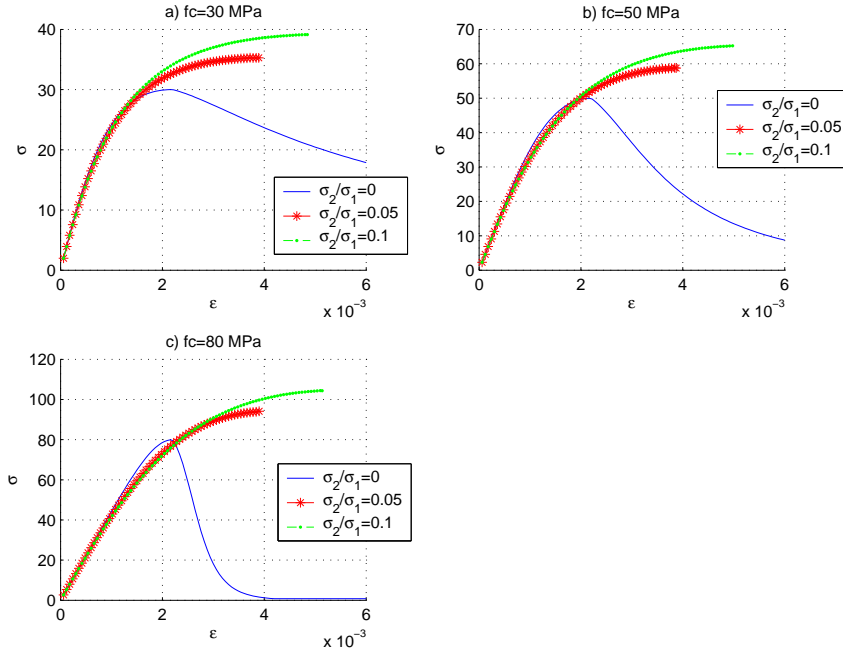 a) fc=30 MPa
40
30
20
10
0
σ
0 2 4 6
ε
x 10⁻³
σ₂/σ₁=0
σ₂/σ₁=0.05
σ₂/σ₁=0.1
b) fc=50 MPa
70
60
50
40
30
20
10
0
σ
0 2 4 6
ε
x 10⁻³
σ₂/σ₁=0
σ₂/σ₁=0.05
σ₂/σ₁=0.1
c) fc=80 MPa
120
100
80
60
40
20
0
σ
0 2 4 6
ε
x 10⁻³
σ₂/σ₁=0
σ₂/σ₁=0.05
σ₂/σ₁=0.1